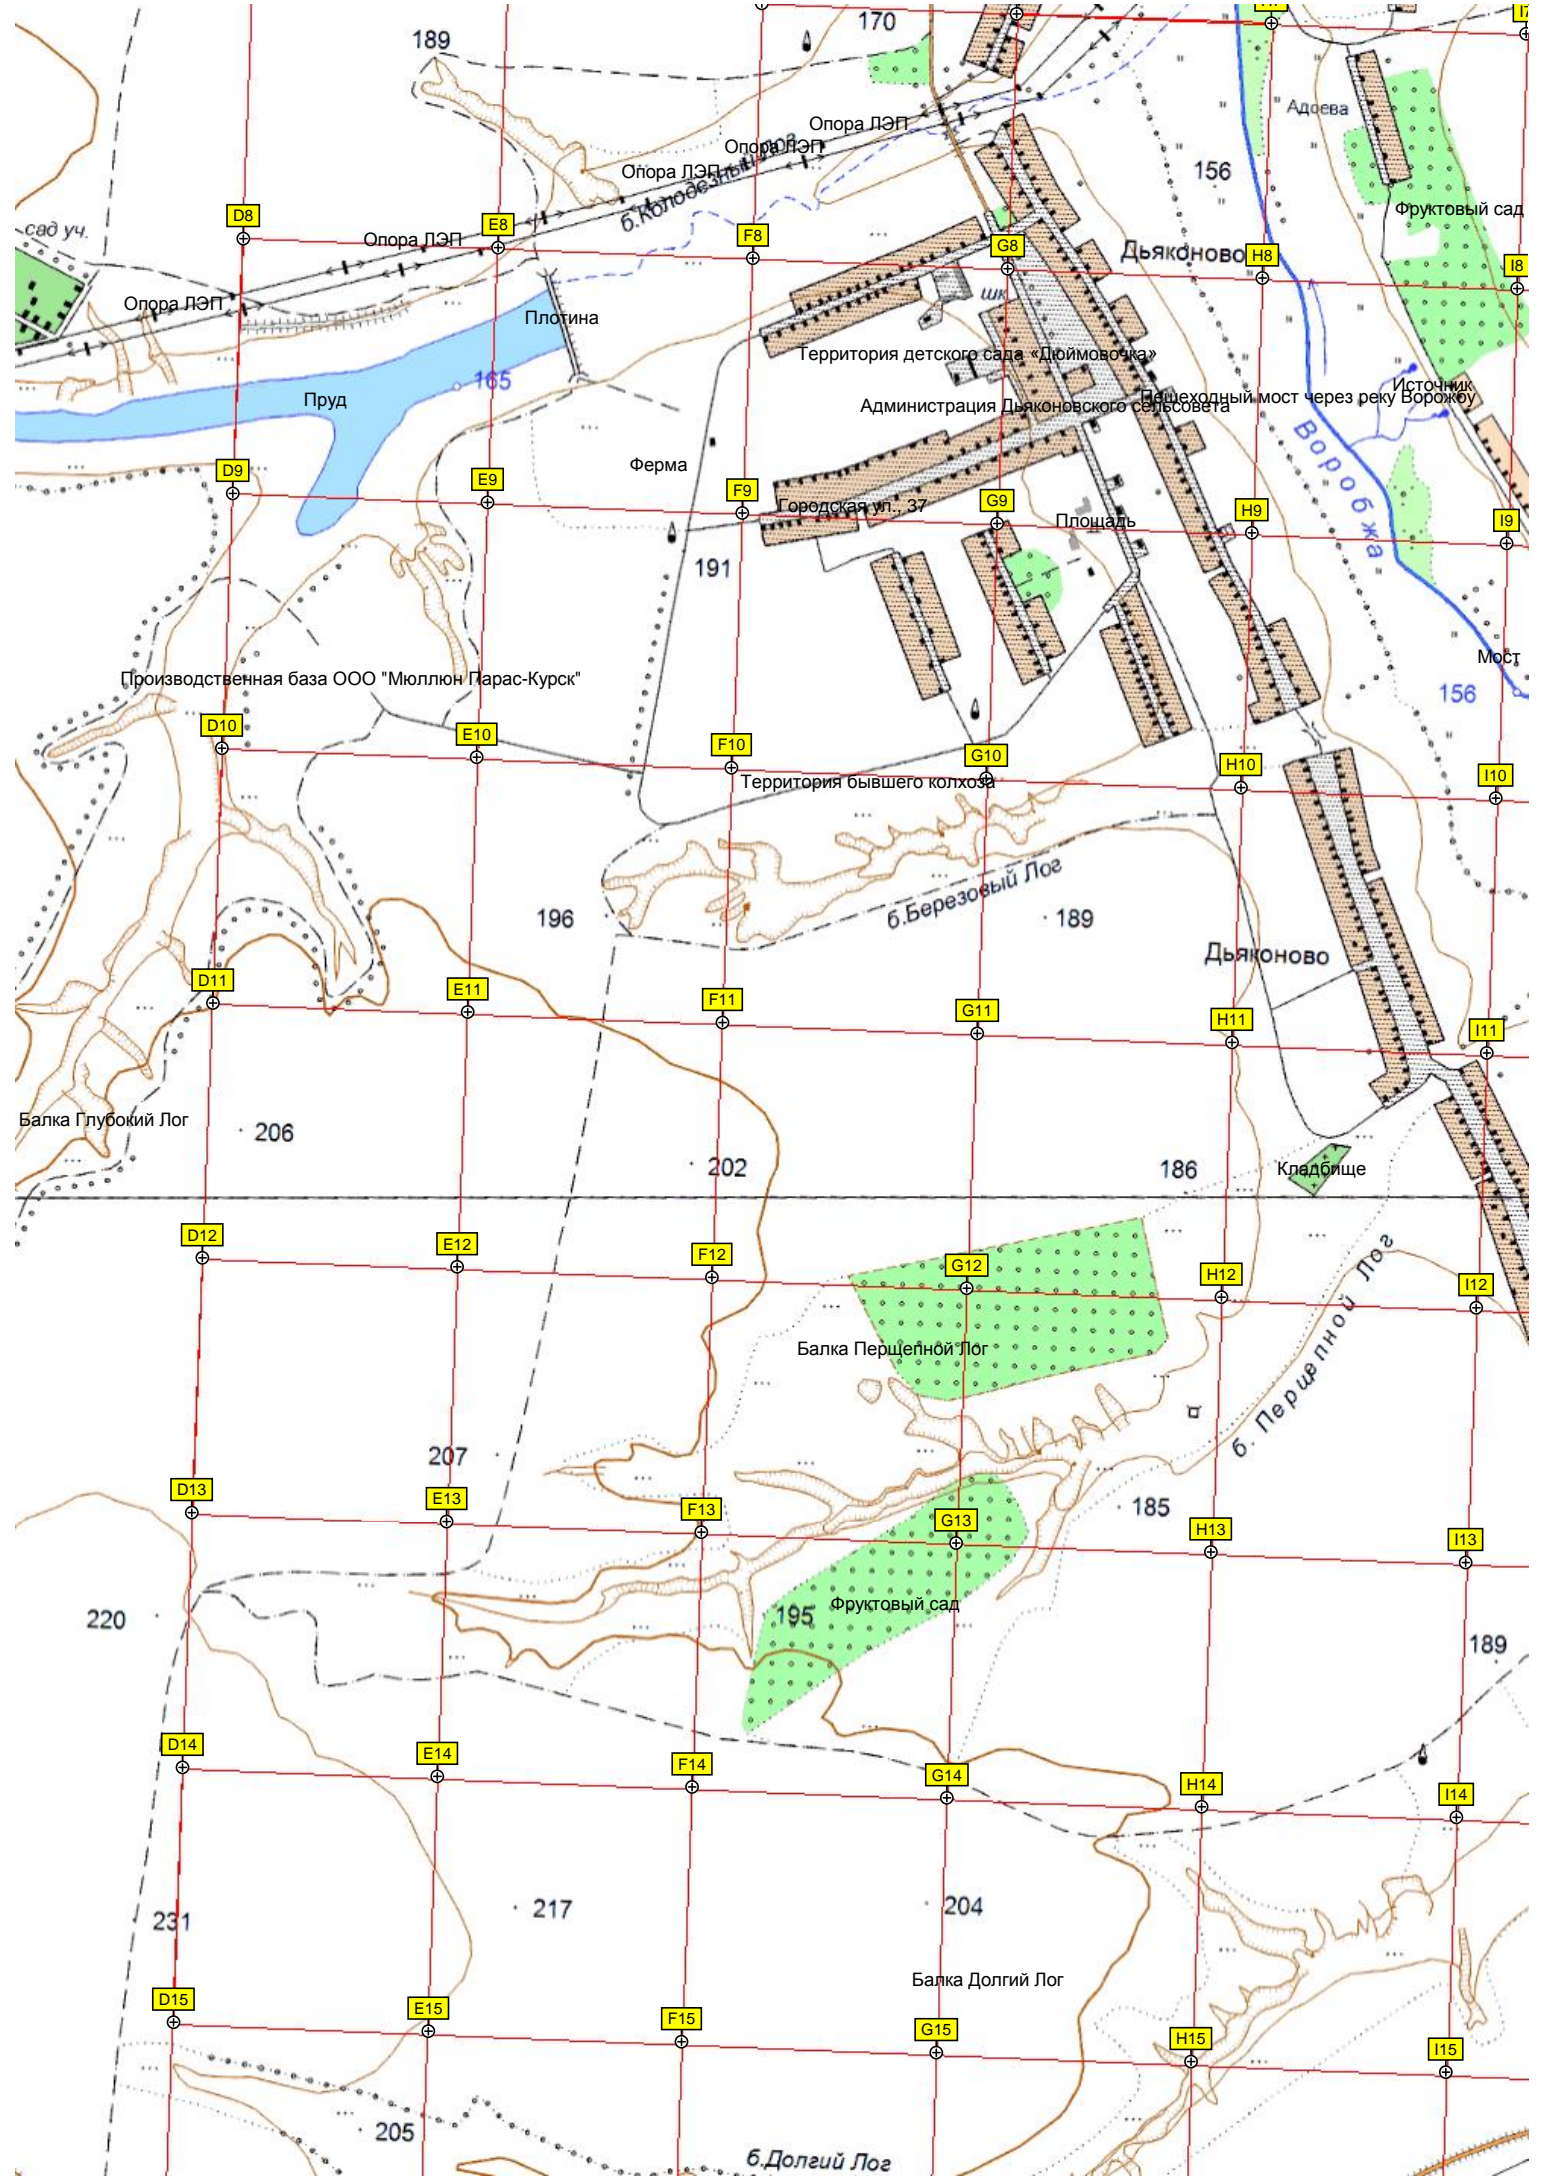 170
189
I7
Опора ЛЭП
Адоева
Опора ЛЭП
Опора ЛЭП
б.Колодезный лог
156
D8
E8
F8
G8
H8
I8
сад уч.
Опора ЛЭП
Фруктовый сад
Дьяконово
Опора ЛЭП
шк.
Плотина
Территория детского сада «Дюймовочка»
165
Пруд
Источник
Пешеходный мост через реку Ворожбу
Администрация Дьяконовского сельсовета
Воробжа
D9
E9
F9
G9
H9
I9
Ферма
Городская ул., 37
Площадь
191
Мост
156
Производственная база ООО "Мюллюн Парас-Курск"
D10
E10
F10
G10
H10
I10
Территория бывшего колхоза
б.Березовый Лог
196
189
Дьяконово
D11
E11
F11
G11
H11
I11
Балка Глубокий Лог
206
202
186
Кладбище
D12
E12
F12
G12
H12
I12
б. Перцепной Лог
Балка Перщепной Лог
207
D13
E13
F13
G13
H13
I13
185
220
195
Фруктовый сад
189
D14
E14
F14
G14
H14
I14
231
217
204
Балка Долгий Лог
D15
E15
F15
G15
H15
I15
205
б.Долгий Лог